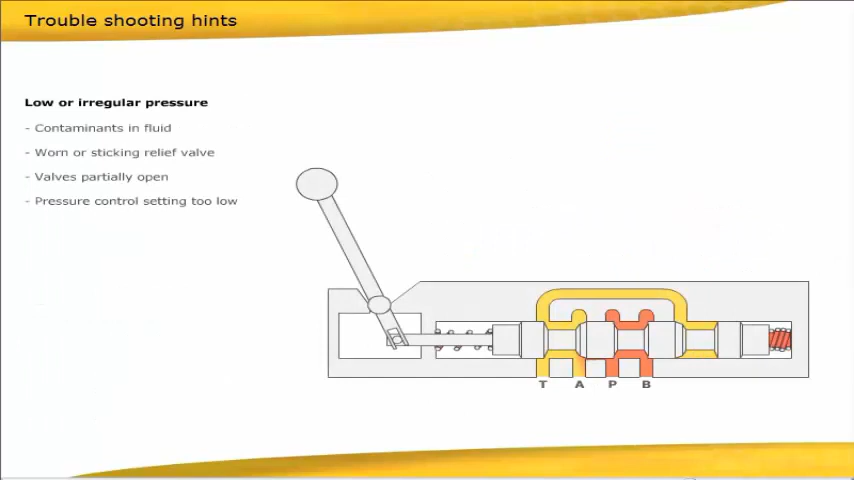 Trouble shooting hints
Low or irregular pressure
- Contaminants in fluid
- Worn or sticking relief valve
- Valves partially open
- Pressure control setting too low
T A P B